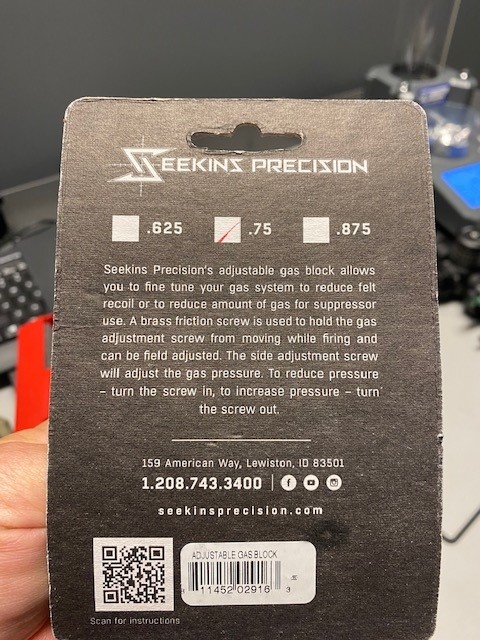 SEEKINS PRECISION
.625 .75 .875
Seekins Precision's adjustable gas block allows
you to fine tune your gas system to reduce felt
recoil or to reduce amount of gas for suppressor
use. A brass friction screw is used to hold the gas
adjustment screw from moving while firing and
can be field adjusted. The side adjustment screw
will adjust the gas pressure. To reduce pressure
– turn the screw in, to increase pressure – turn
the screw out.
159 American Way, Lewiston, ID 83501
1.208.743.3400
seekinsprecision.com
ADJUSTABLE GAS BLOCK
11452 02916 3
Scan for instructions